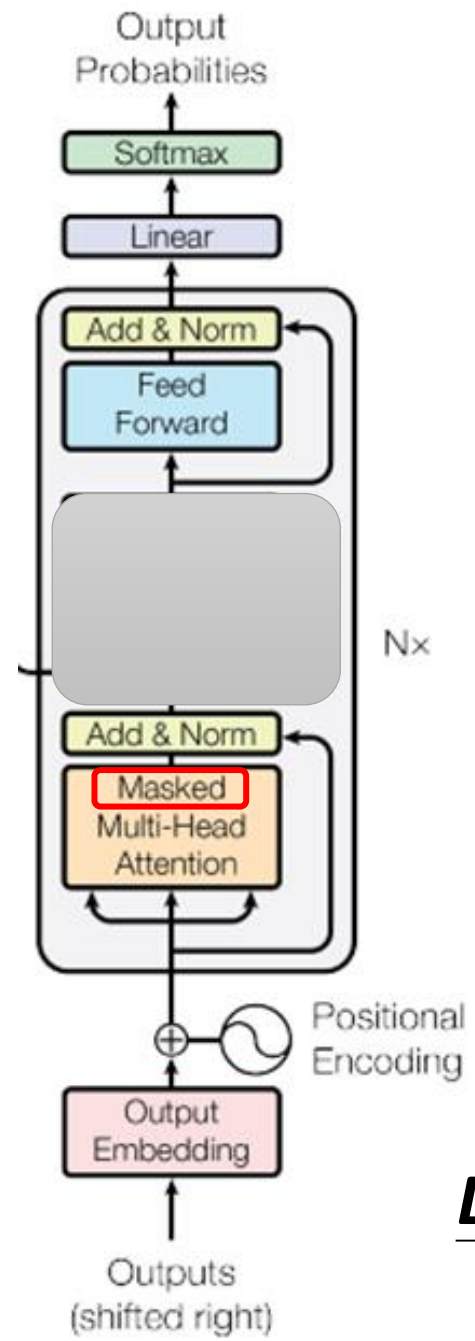 Output
Probabilities
Softmax
Linear
Add & Norm
Feed
Forward
N×
Add & Norm
Masked
Multi-Head
Attention
Positional
Encoding
Output
Embedding
Outputs
(shifted right)